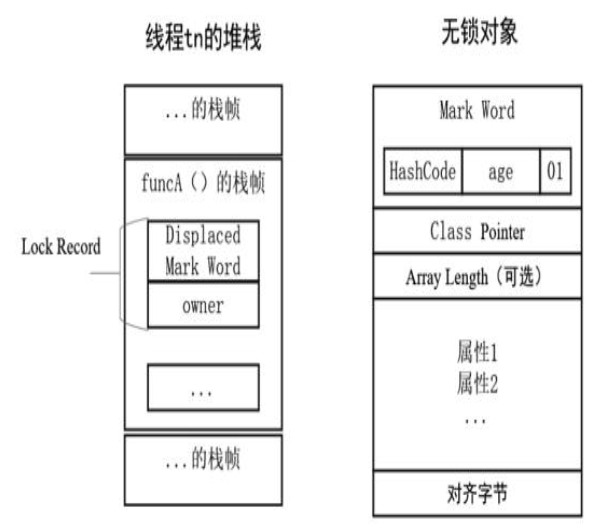 线程tn的堆栈
...的栈帧
funcA（）的栈帧
Lock Record
Displaced
Mark Word
owner
...
...的栈帧
无锁对象
Mark Word
HashCode age 01
Class Pointer
Array Length（可选）
属性1
属性2
...
对齐字节